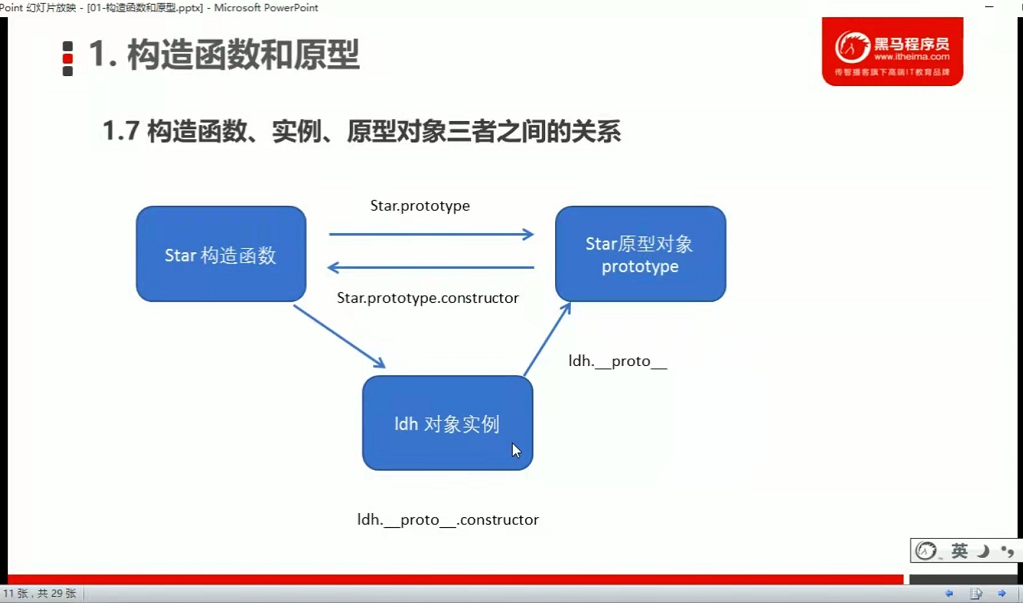 Point 幻灯片放映 - [01-构造函数和原型.pptx] - Microsoft PowerPoint
1. 构造函数和原型
黑马程序员
www.itheima.com
传智播客旗下高端IT教育品牌
1.7 构造函数、实例、原型对象三者之间的关系
Star.prototype
Star 构造函数
Star原型对象
prototype
Star.prototype.constructor
ldh.__proto__
ldh 对象实例
ldh.__proto__.constructor
英
11 张，共 29 张